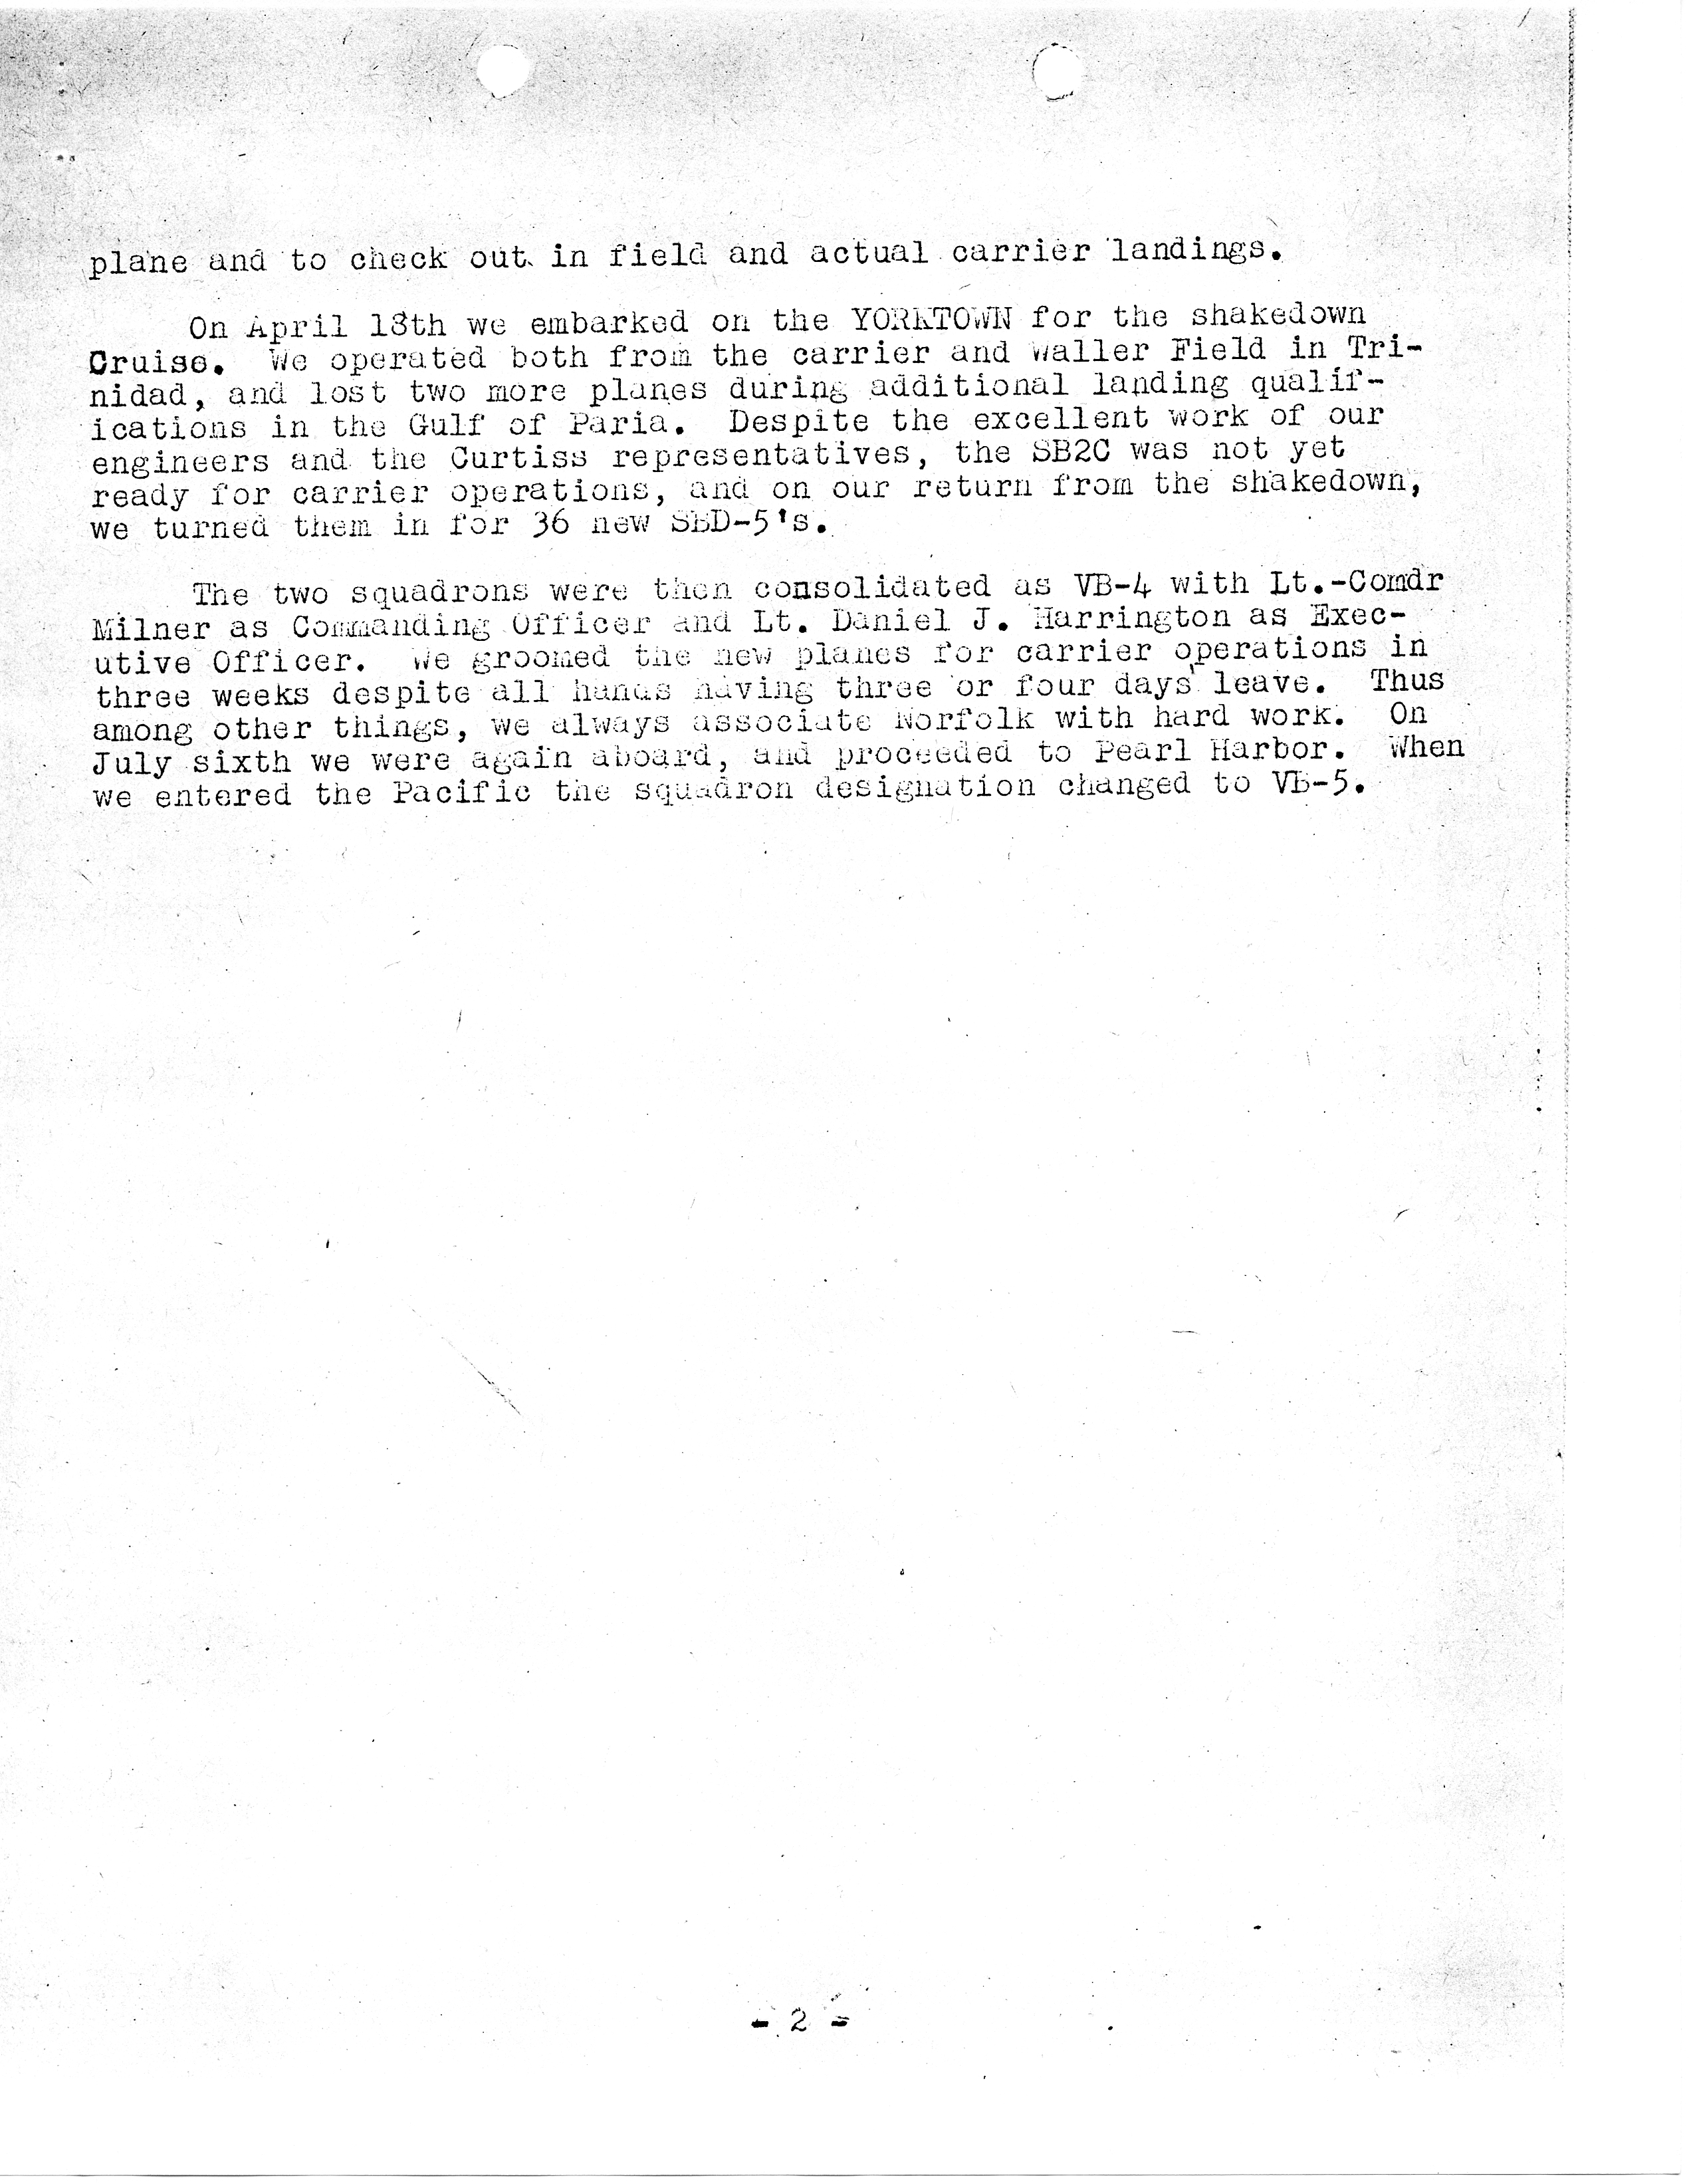 plane and to check out in field and actual carrier landings.
On April 18th we embarked on the YORKTOWN for the shakedown
Cruise. We operated both from the carrier and Waller Field in Tri-
nidad, and lost two more planes during additional landing qualif-
ications in the Gulf of Paria. Despite the excellent work of our
engineers and the Curtiss representatives, the SB2C was not yet
ready for carrier operations, and on our return from the shakedown,
we turned them in for 36 new SBD-5's.
The two squadrons were then consolidated as VB-4 with Lt.-Comdr
Milner as Commanding Officer and Lt. Daniel J. Harrington as Exec-
utive Officer. We groomed the new planes for carrier operations in
three weeks despite all hands having three or four days' leave. Thus
among other things, we always associate Norfolk with hard work. On
July sixth we were again aboard, and proceeded to Pearl Harbor. When
we entered the Pacific the squadron designation changed to VB-5.
- 2 -